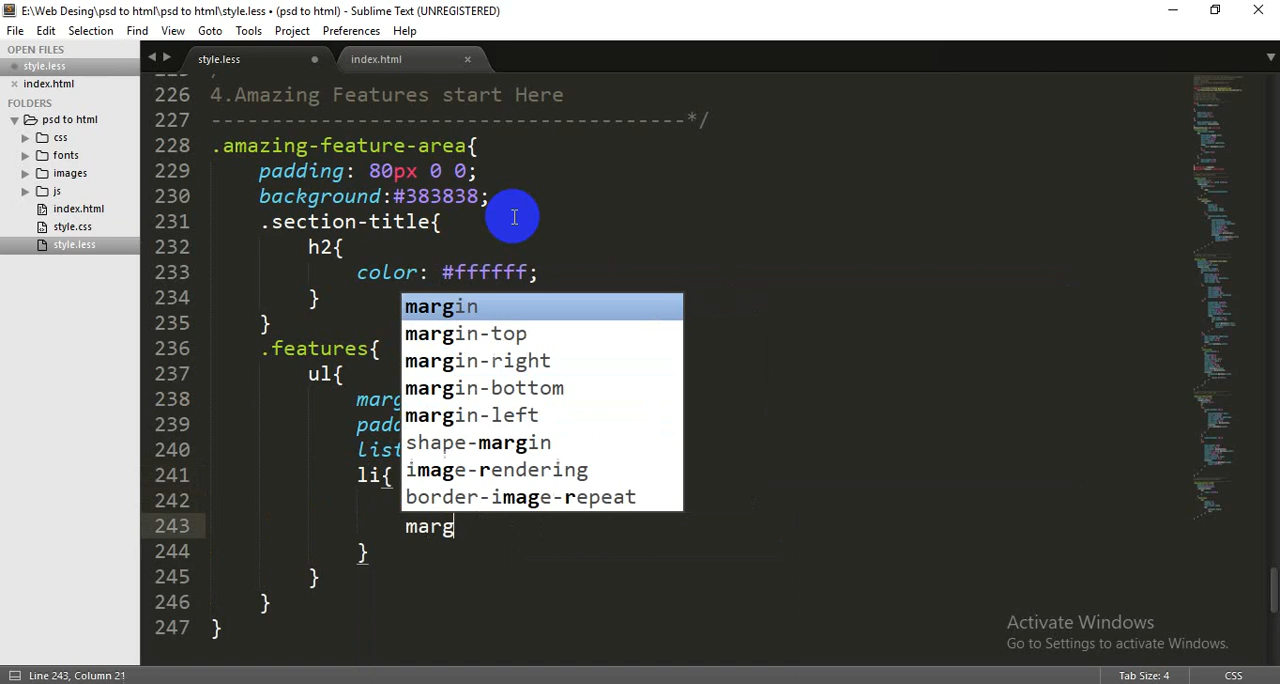 E:\Web Desing\psd to html\psd to html\style.less • (psd to html) - Sublime Text (UNREGISTERED)
File Edit Selection Find View Goto Tools Project Preferences Help
OPEN FILES
style.less
index.html
FOLDERS
psd to html
css
fonts
images
js
index.html
style.css
style.less
style.less
index.html
226 4.Amazing Features start Here
227 ---------------------------------------*/
228 .amazing-feature-area{
229 padding: 80px 0 0;
230 background:#383838;
231 .section-title{
232 h2{
233 color: #ffffff;
234 }
235 }
236 .features{
237 ul{
238 marg
239
240 list
241 li{
242
243 marg
244 }
245 }
246 }
247 }
margin
margin-top
margin-right
margin-bottom
margin-left
shape-margin
image-rendering
border-image-repeat
Activate Windows
Go to Settings to activate Windows.
Line 243, Column 21
Tab Size: 4
CSS